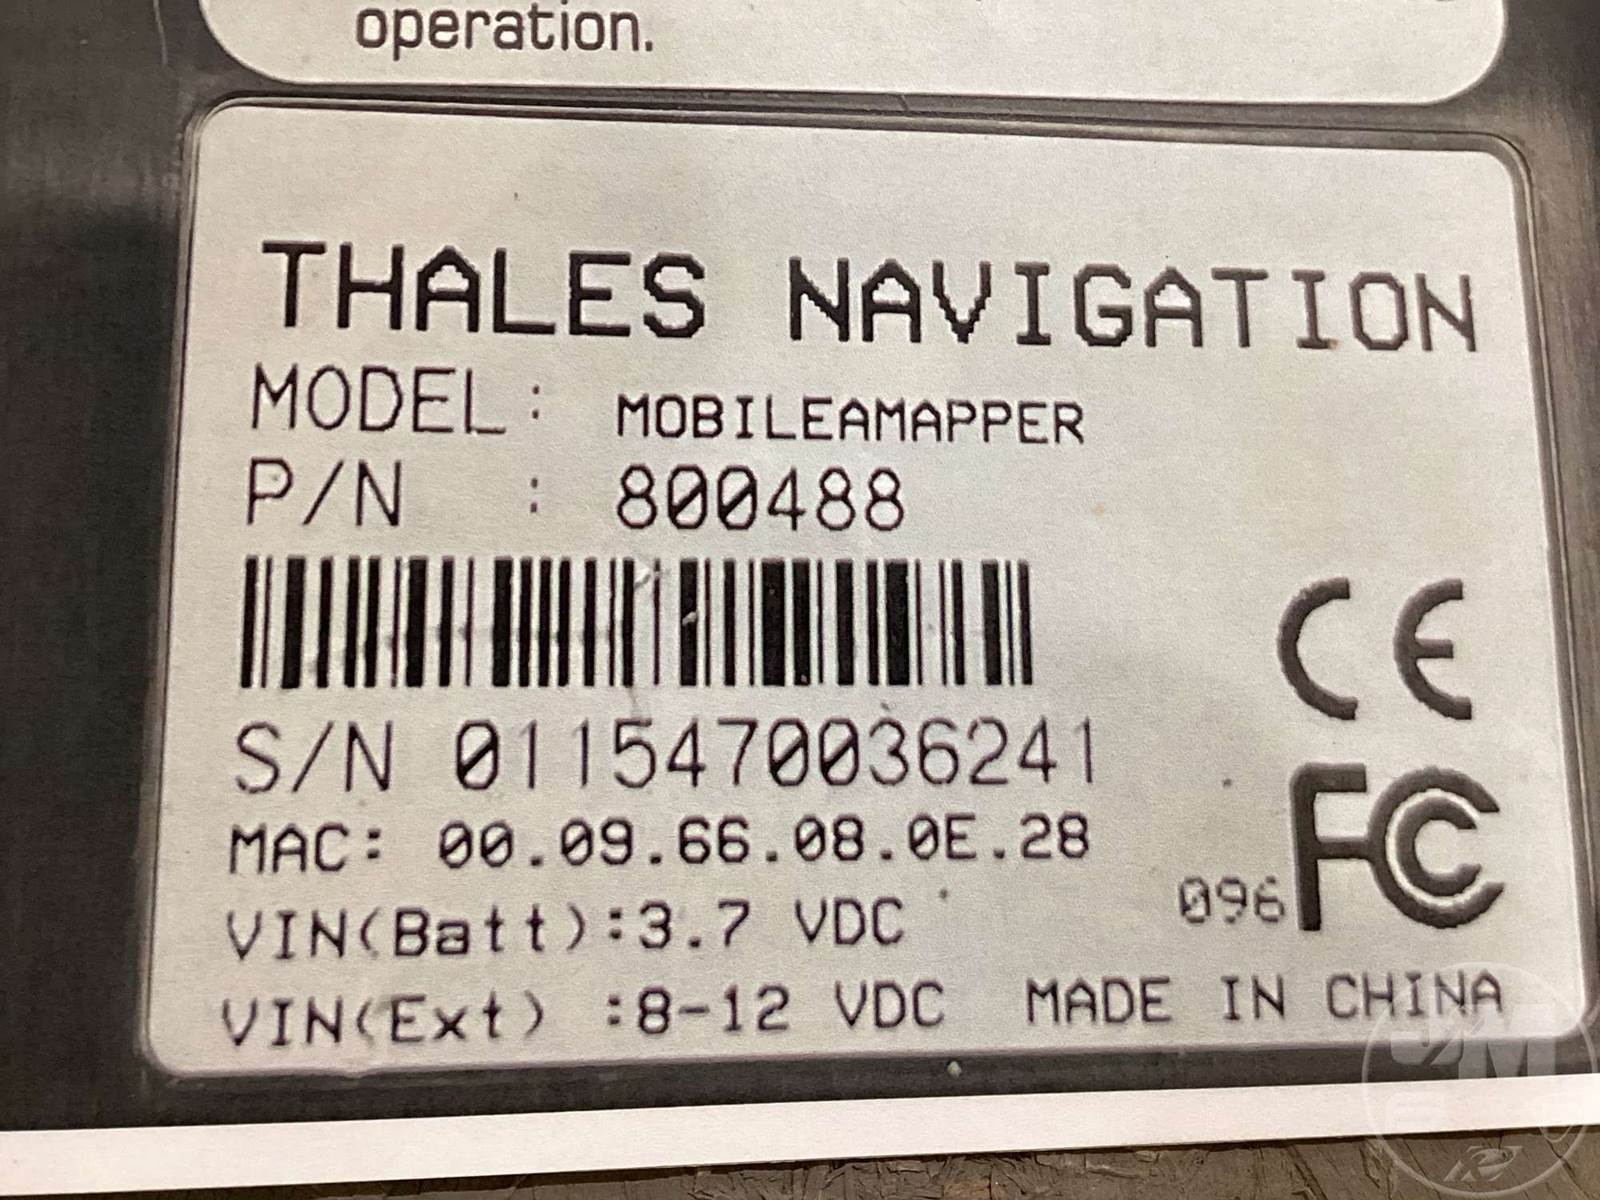 operation.
THALES NAVIGATION
MODEL: MOBILEAMAPPER
P/N : 800488
CE
S/N 0115470036241
MAC: 00.09.66.08.0E.28
096 FC
VIN(Batt):3.7 VDC
VIN(Ext) :8-12 VDC MADE IN CHINA